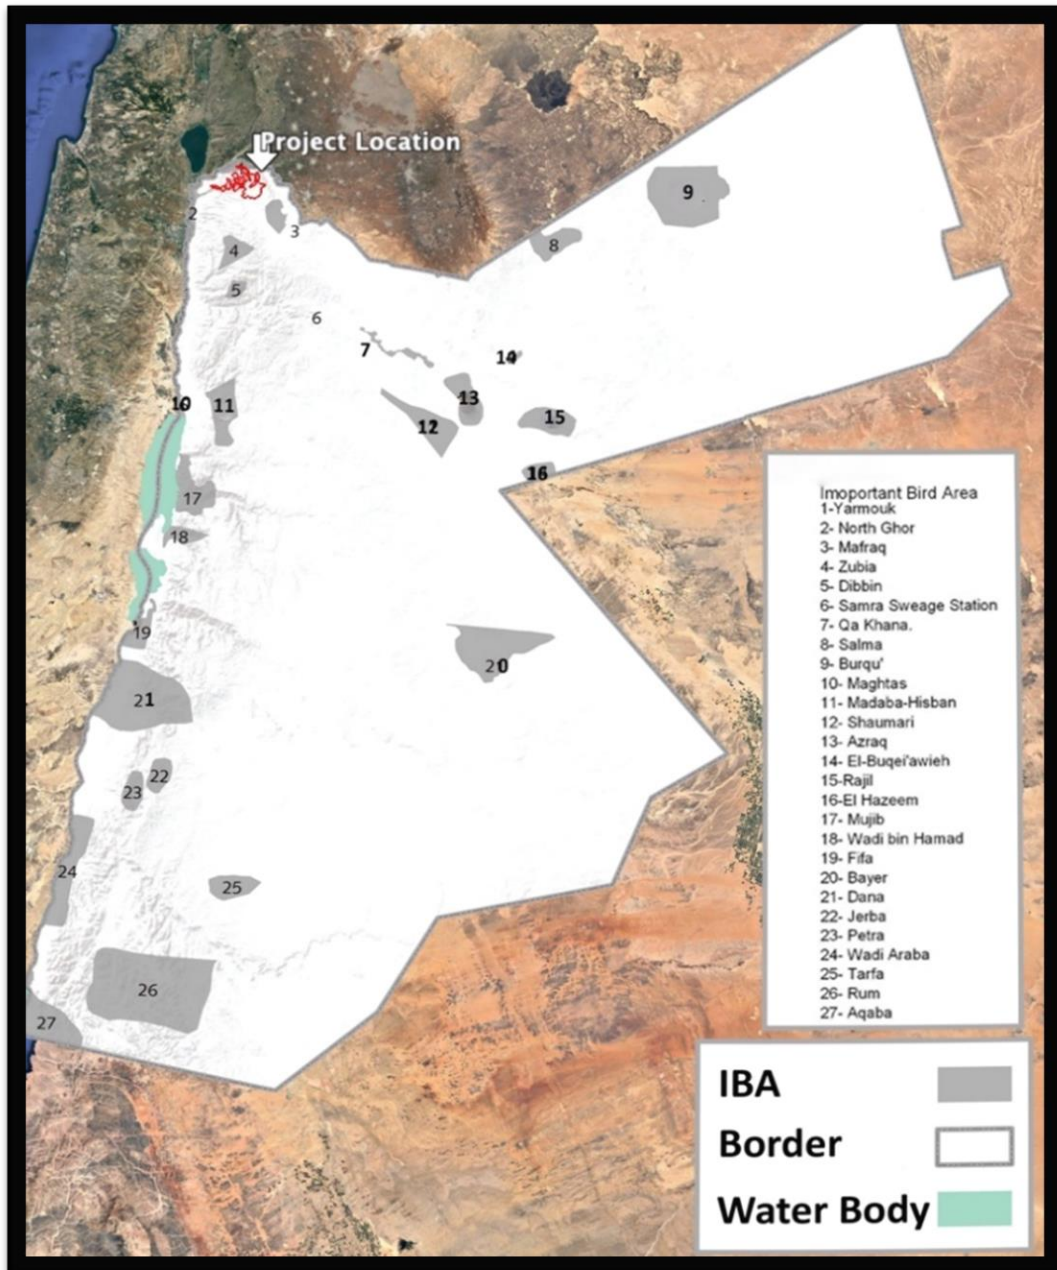 Project Location
9
2
3
8
4
5
6
7
14
13
10
11
15
12
16
17
18
19
20
21
22
23
24
25
26
27
Imoportant Bird Area
1-Yarmouk
2- North Ghor
3- Mafraq
4- Zubia
5- Dibbin
6- Samra Sweage Station
7- Qa Khana.
8- Salma
9- Burqu'
10- Maghtas
11- Madaba-Hisban
12- Shaumari
13- Azraq
14- El-Buqei'awieh
15-Rajil
16-El Hazeem
17- Mujib
18- Wadi bin Hamad
19- Fifa
20- Bayer
21- Dana
22- Jerba
23- Petra
24- Wadi Araba
25- Tarfa
26- Rum
27- Aqaba
IBA
Border
Water Body